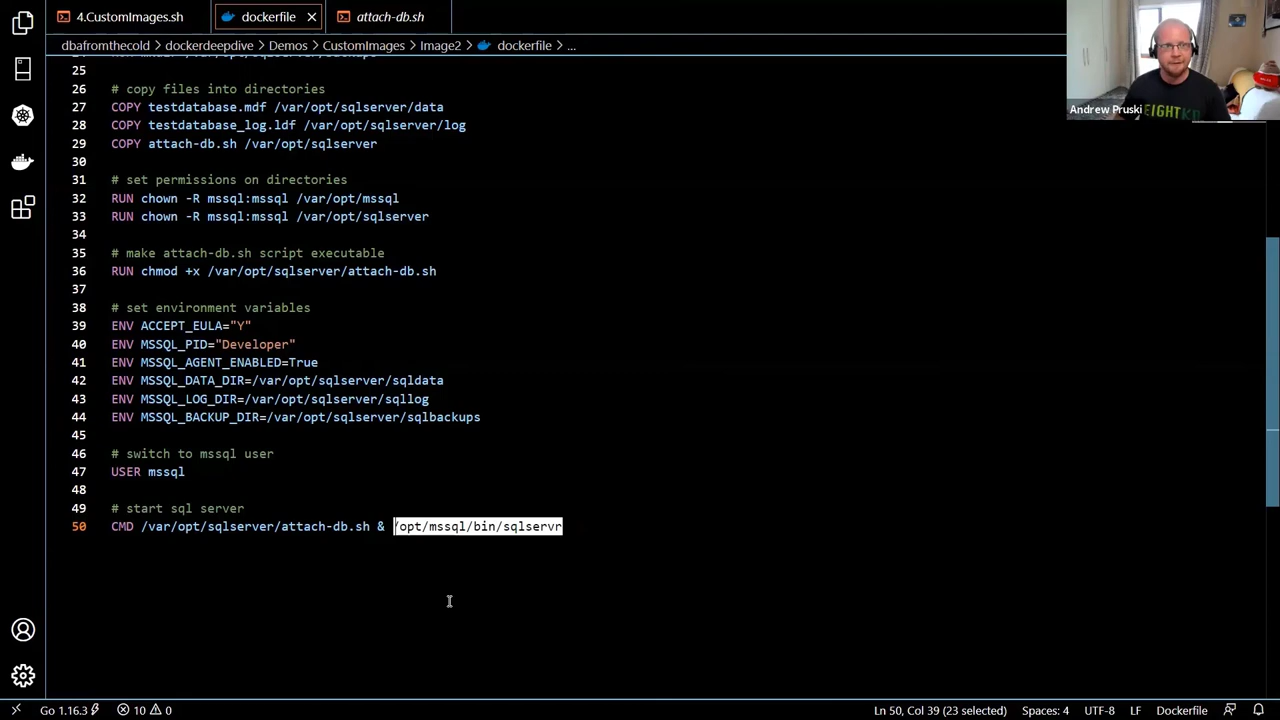 4.CustomImages.sh
dockerfile
attach-db.sh
dbafromthecold > dockerdeepdive > Demos > CustomImages > Image2 > dockerfile > ...
25
26 # copy files into directories
27 COPY testdatabase.mdf /var/opt/sqlserver/data
28 COPY testdatabase_log.ldf /var/opt/sqlserver/log
29 COPY attach-db.sh /var/opt/sqlserver
30
31 # set permissions on directories
32 RUN chown -R mssql:mssql /var/opt/mssql
33 RUN chown -R mssql:mssql /var/opt/sqlserver
34
35 # make attach-db.sh script executable
36 RUN chmod +x /var/opt/sqlserver/attach-db.sh
37
38 # set environment variables
39 ENV ACCEPT_EULA="Y"
40 ENV MSSQL_PID="Developer"
41 ENV MSSQL_AGENT_ENABLED=True
42 ENV MSSQL_DATA_DIR=/var/opt/sqlserver/sqldata
43 ENV MSSQL_LOG_DIR=/var/opt/sqlserver/sqllog
44 ENV MSSQL_BACKUP_DIR=/var/opt/sqlserver/sqlbackups
45
46 # switch to mssql user
47 USER mssql
48
49 # start sql server
50 CMD /var/opt/sqlserver/attach-db.sh & /opt/mssql/bin/sqlservr
Andrew Pruski
Go 1.16.3
10
0
Ln 50, Col 39 (23 selected)
Spaces: 4
UTF-8
LF
Dockerfile